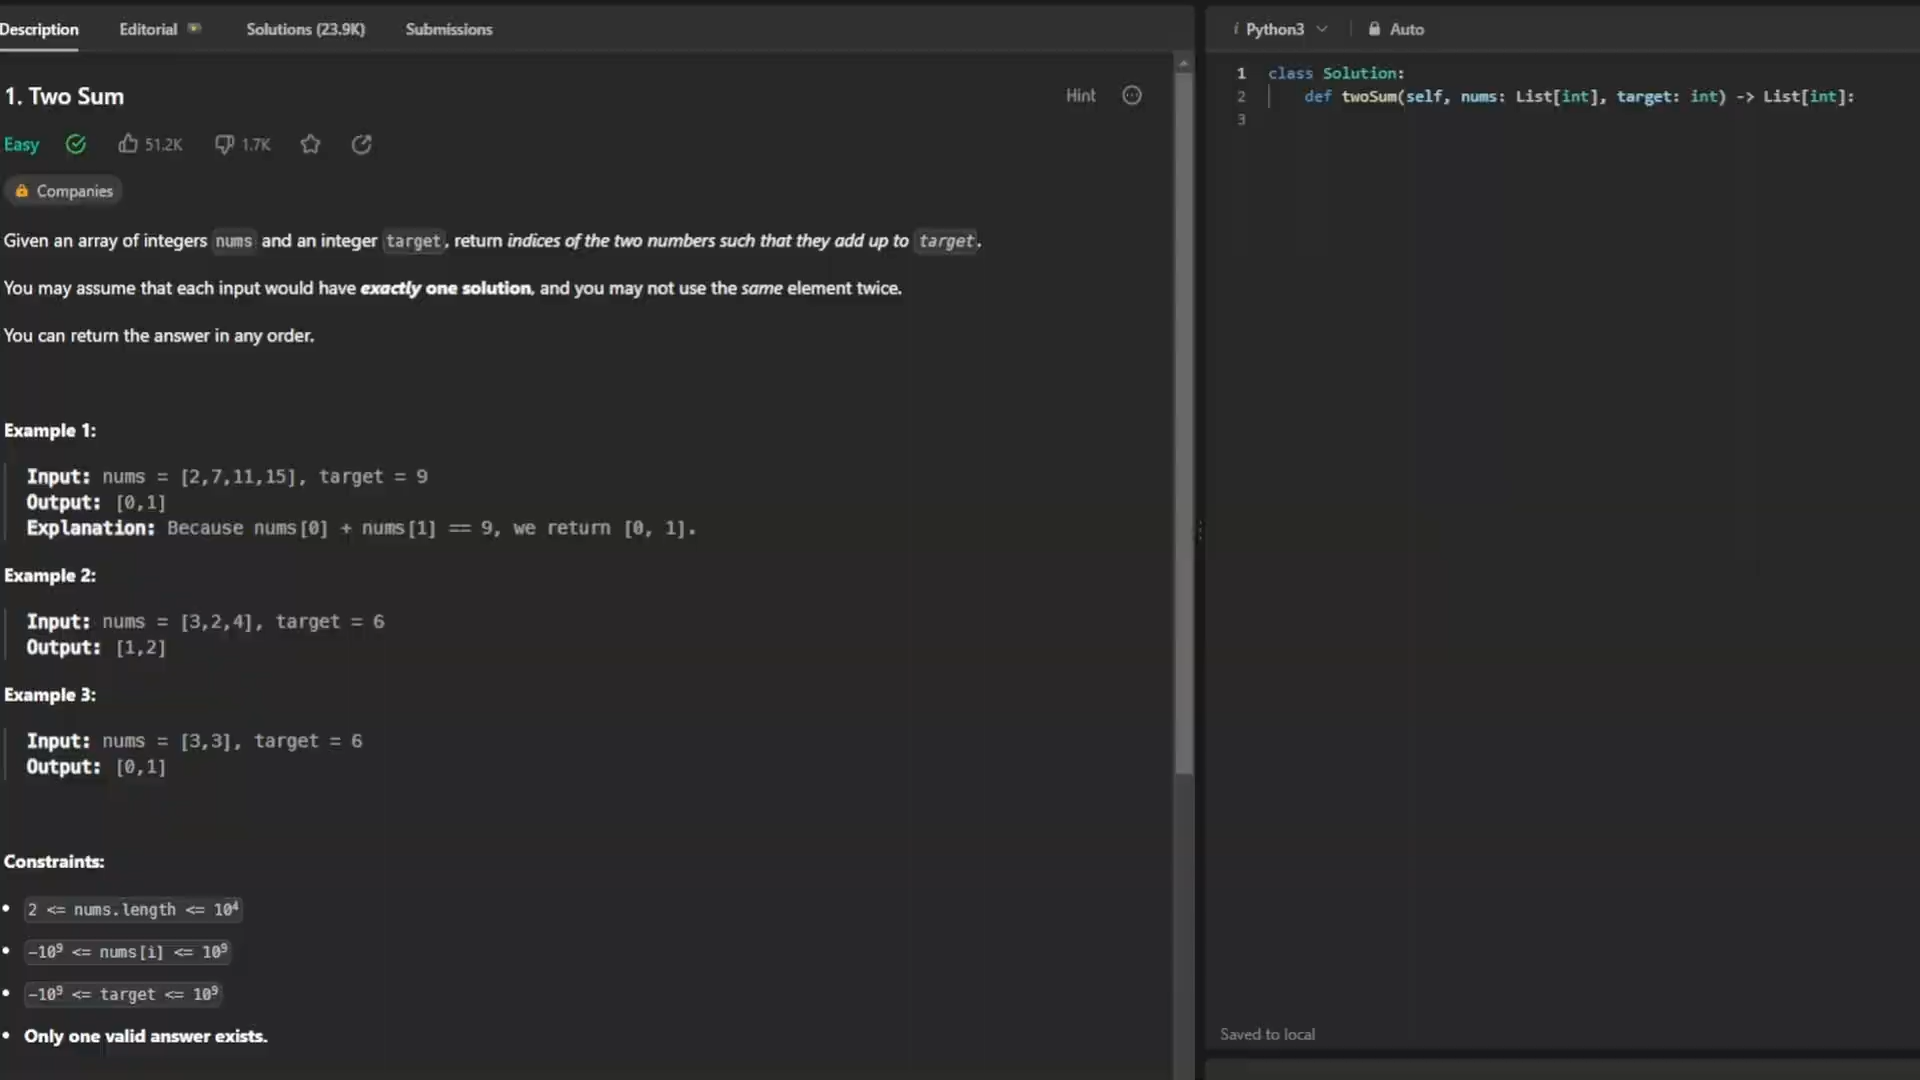 Description Editorial Solutions (23.9K) Submissions
1. Two Sum
Hint
Easy 51.2K 1.7K
Companies
Given an array of integers nums and an integer target, return indices of the two numbers such that they add up to target.
You may assume that each input would have exactly one solution, and you may not use the same element twice.
You can return the answer in any order.
Example 1:
Input: nums = [2,7,11,15], target = 9
Output: [0,1]
Explanation: Because nums[0] + nums[1] == 9, we return [0, 1].
Example 2:
Input: nums = [3,2,4], target = 6
Output: [1,2]
Example 3:
Input: nums = [3,3], target = 6
Output: [0,1]
Constraints:
• 2 <= nums.length <= 10⁴
• -10⁹ <= nums[i] <= 10⁹
• -10⁹ <= target <= 10⁹
• Only one valid answer exists.
i Python3 Auto
1 class Solution:
2 def twoSum(self, nums: List[int], target: int) -> List[int]:
3
Saved to local